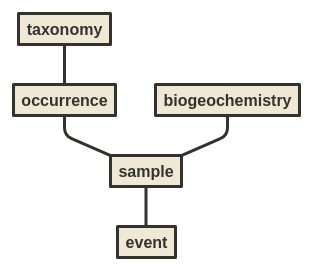 taxonomy
occurrence
biogeochemistry
sample
event